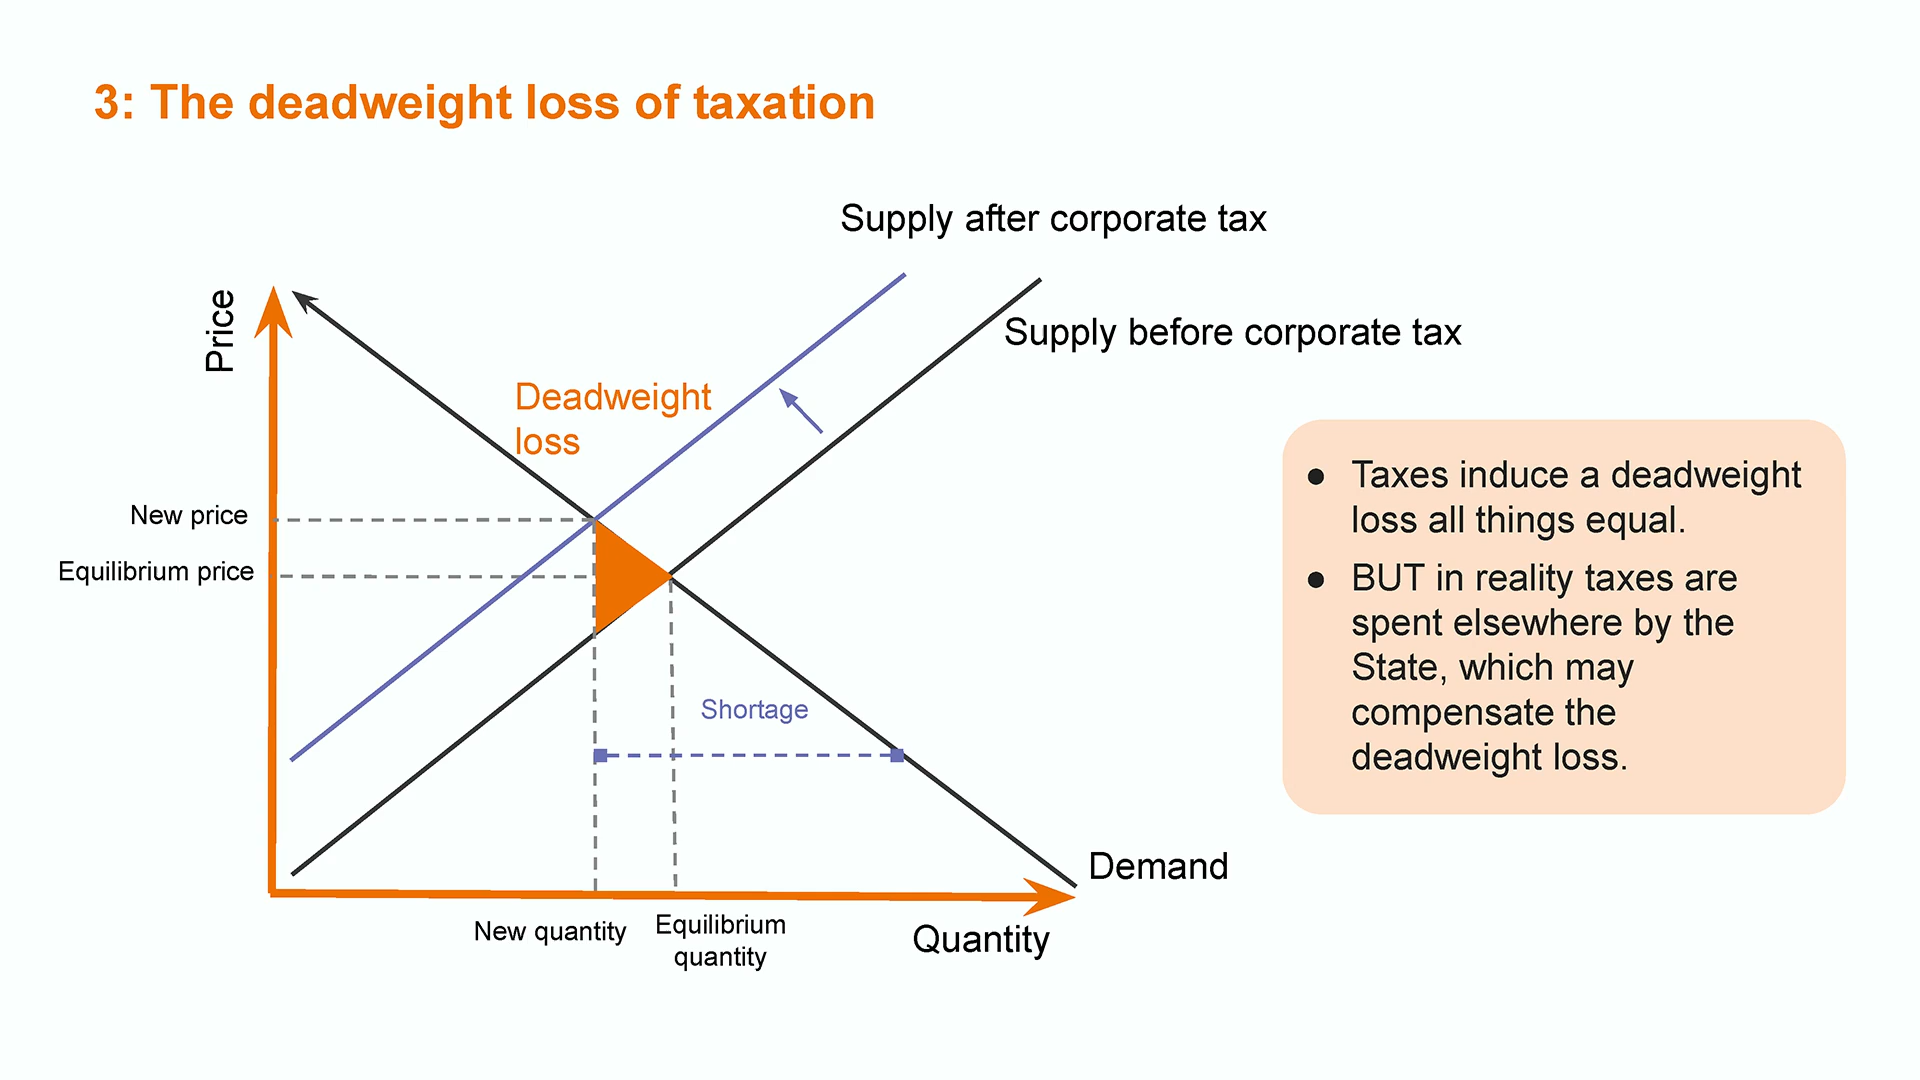 3: The deadweight loss of taxation
Supply after corporate tax
Supply before corporate tax
Price
Deadweight
loss
New price
Equilibrium price
Shortage
Demand
New quantity
Equilibrium
quantity
Quantity
● Taxes induce a deadweight
loss all things equal.
● BUT in reality taxes are
spent elsewhere by the
State, which may
compensate the
deadweight loss.